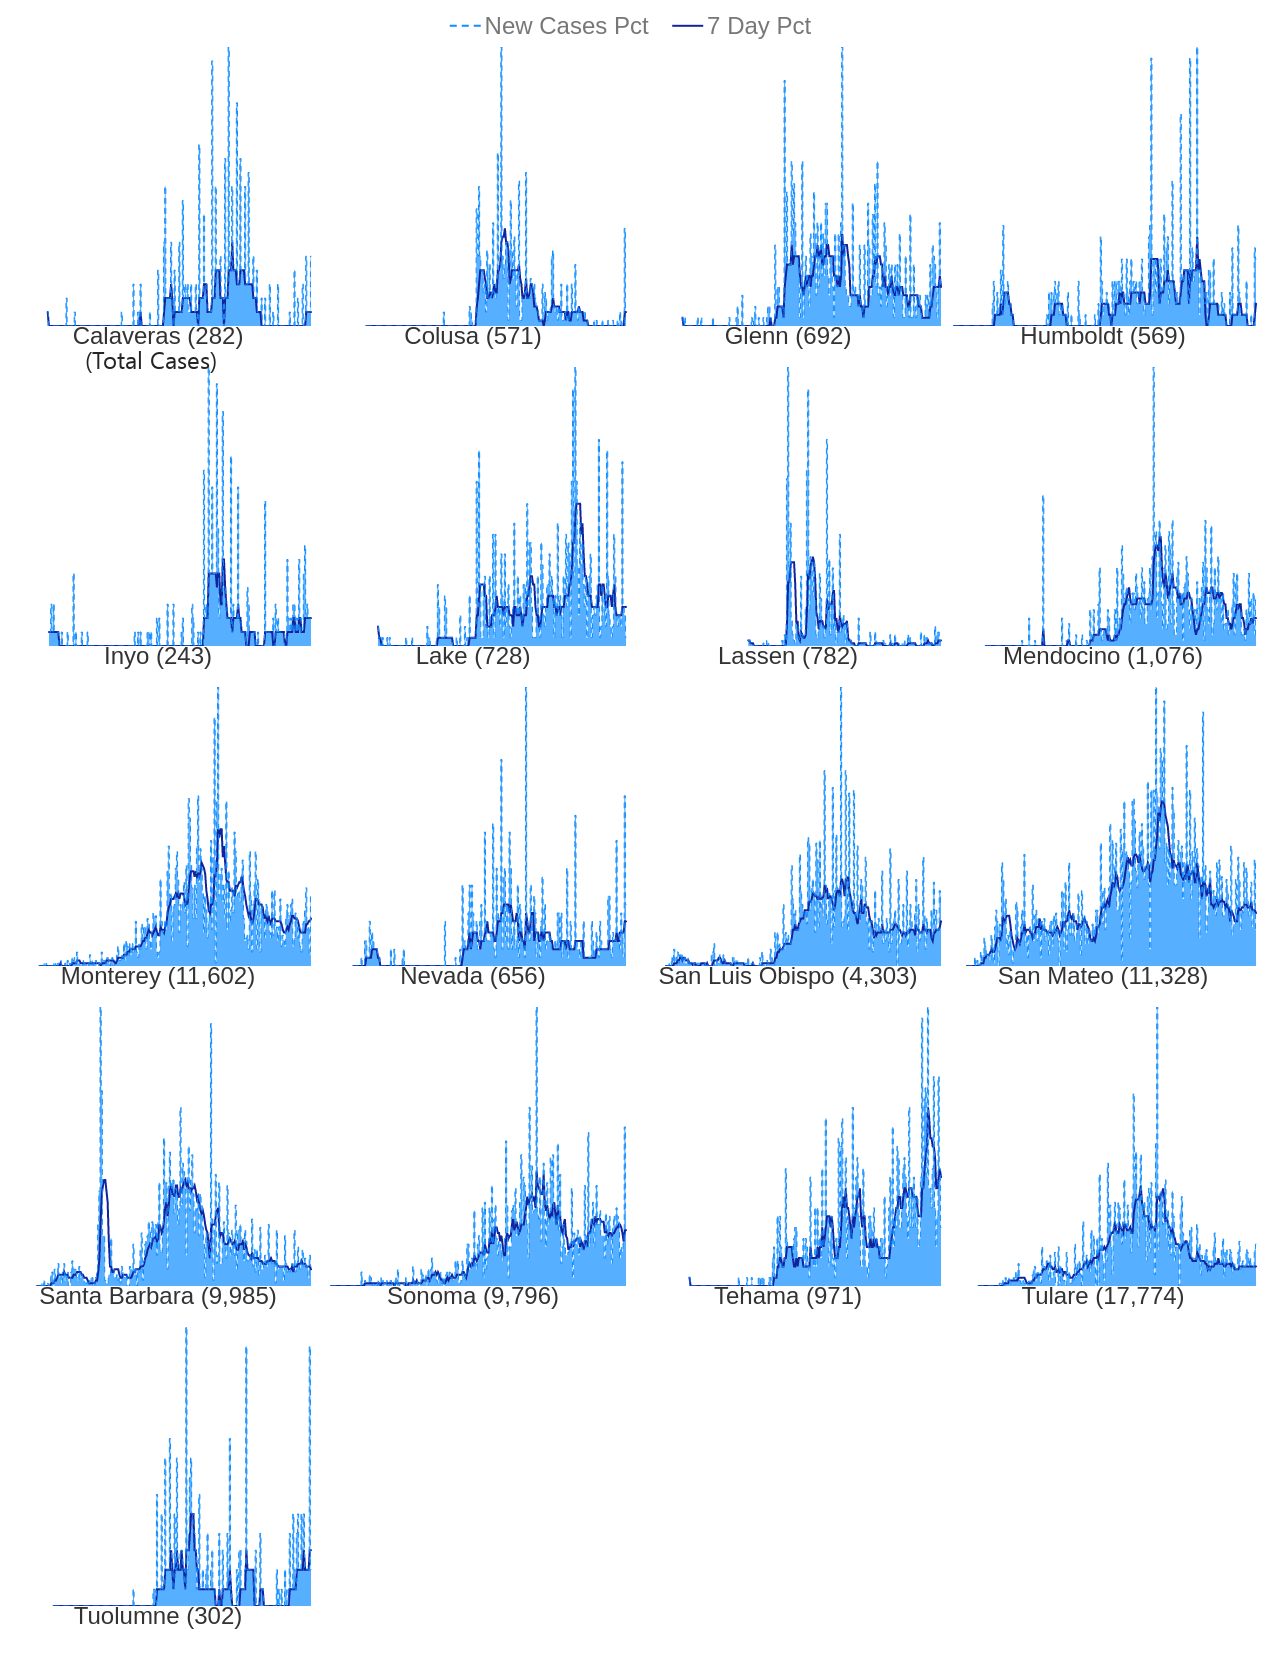 New Cases Pct 7 Day Pct
Calaveras (282) Colusa (571) Glenn (692) Humboldt (569)
(Total Cases)
Inyo (243) Lake (728) Lassen (782) Mendocino (1,076)
Monterey (11,602) Nevada (656) San Luis Obispo (4,303) San Mateo (11,328)
Santa Barbara (9,985) Sonoma (9,796) Tehama (971) Tulare (17,774)
Tuolumne (302)